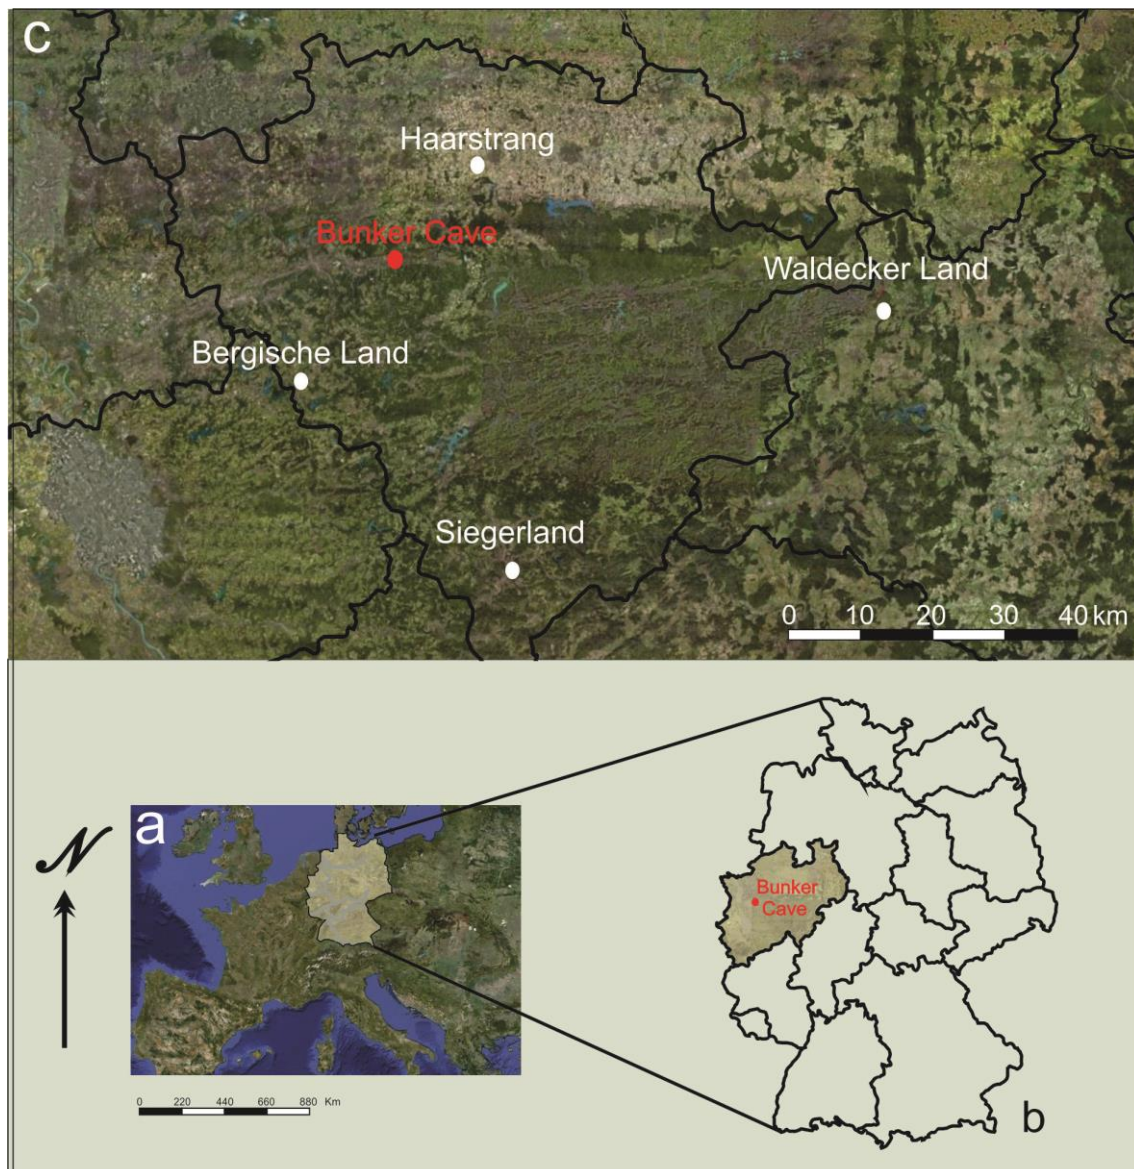 c
Haarstrang
Bunker Cave
Waldecker Land
Bergische Land
Siegerland
0 10 20 30 40 km
a
N
Bunker
Cave
0 220 440 660 880 Km
b